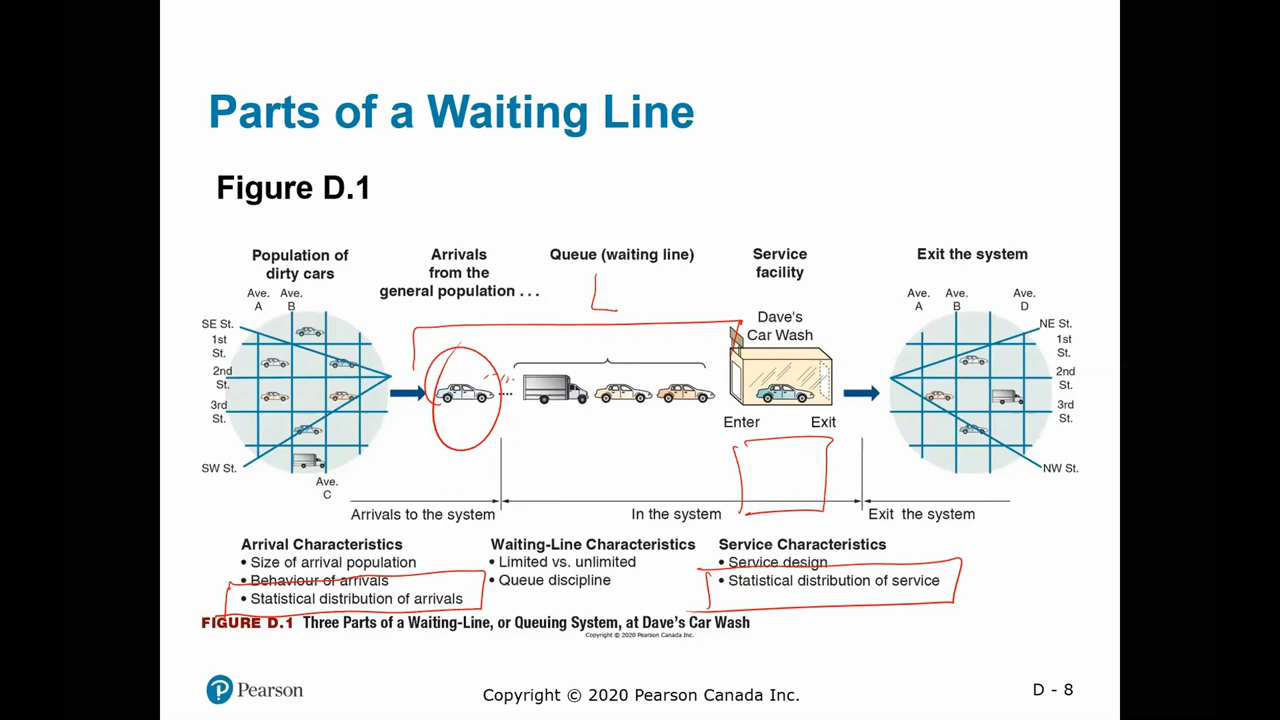 Parts of a Waiting Line
Figure D.1
Population of
dirty cars
Arrivals
from the
general population . . .
Queue (waiting line)
Service
facility
Exit the system
Ave.
A
Ave.
B
SE St.
1st
St.
2nd
St.
3rd
St.
SW St.
Ave.
C
L
Dave's
Car Wash
Enter
Exit
Ave.
A
Ave.
B
Ave.
D
NE St.
1st
St.
2nd
St.
3rd
St.
NW St.
Arrivals to the system
In the system
Exit the system
Arrival Characteristics
• Size of arrival population
• Behaviour of arrivals
• Statistical distribution of arrivals
Waiting-Line Characteristics
• Limited vs. unlimited
• Queue discipline
Service Characteristics
• Service design
• Statistical distribution of service
FIGURE D.1 Three Parts of a Waiting-Line, or Queuing System, at Dave's Car Wash
Copyright © 2020 Pearson Canada Inc.
Pearson
Copyright © 2020 Pearson Canada Inc.
D - 8